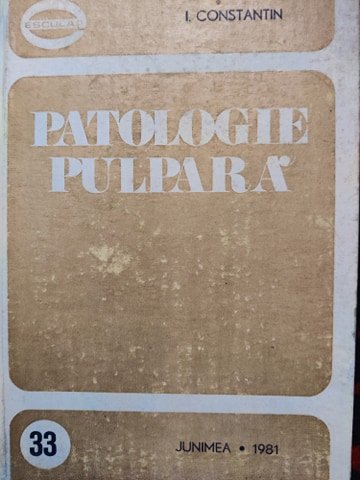 ESCULAP
I. CONSTANTIN
PATOLOGIE
PULPARĂ
33
JUNIMEA • 1981